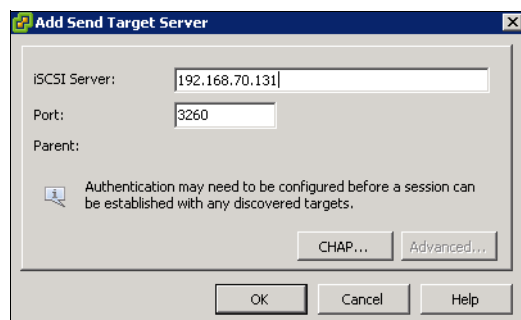 Add Send Target Server
iSCSI Server: 192.168.70.131
Port: 3260
Parent:
Authentication may need to be configured before a session can
be established with any discovered targets.
CHAP... Advanced...
OK Cancel Help